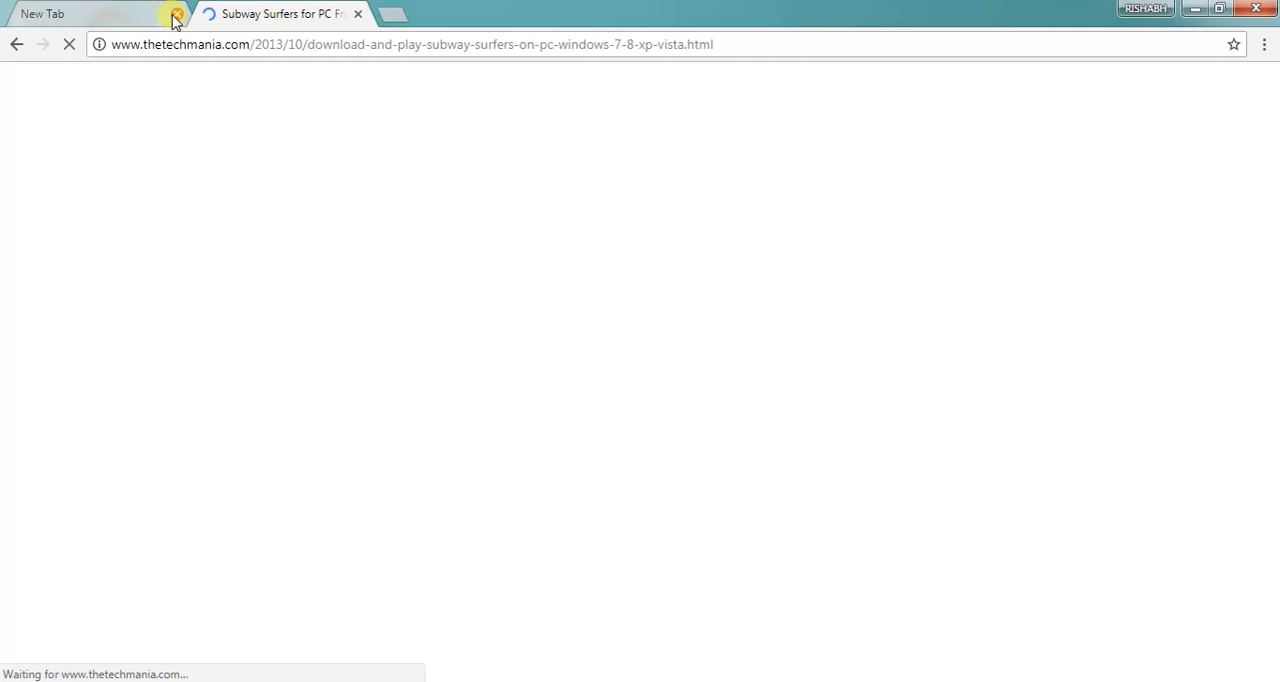 New Tab
Subway Surfers for PC Fr
RISHABH
www.thetechmania.com/2013/10/download-and-play-subway-surfers-on-pc-windows-7-8-xp-vista.html
Waiting for www.thetechmania.com...